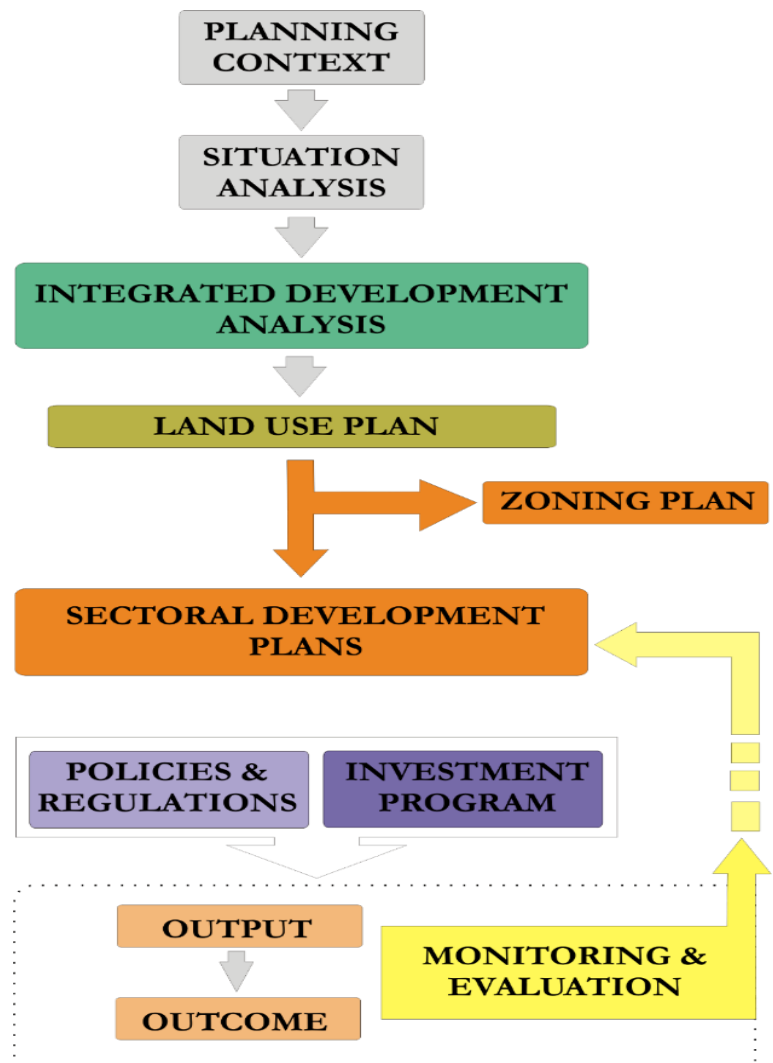 PLANNING
CONTEXT
SITUATION
ANALYSIS
INTEGRATED DEVELOPMENT
ANALYSIS
LAND USE PLAN
ZONING PLAN
SECTORAL DEVELOPMENT
PLANS
POLICIES &
REGULATIONS
INVESTMENT
PROGRAM
OUTPUT
OUTCOME
MONITORING &
EVALUATION